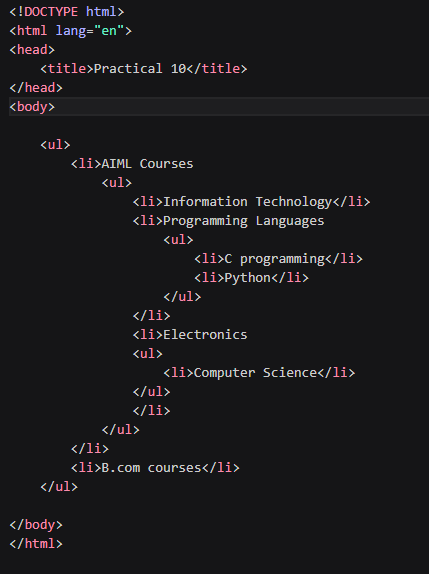 <!DOCTYPE html>
<html lang="en">
<head>
    <title>Practical 10</title>
</head>
<body>

    <ul>
        <li>AIML Courses
            <ul>
                <li>Information Technology</li>
                <li>Programming Languages
                    <ul>
                        <li>C programming</li>
                        <li>Python</li>
                    </ul>
                </li>
                <li>Electronics
                <ul>
                    <li>Computer Science</li>
                </ul>
                </li>
            </ul>
        </li>
        <li>B.com courses</li>
    </ul>

</body>
</html>